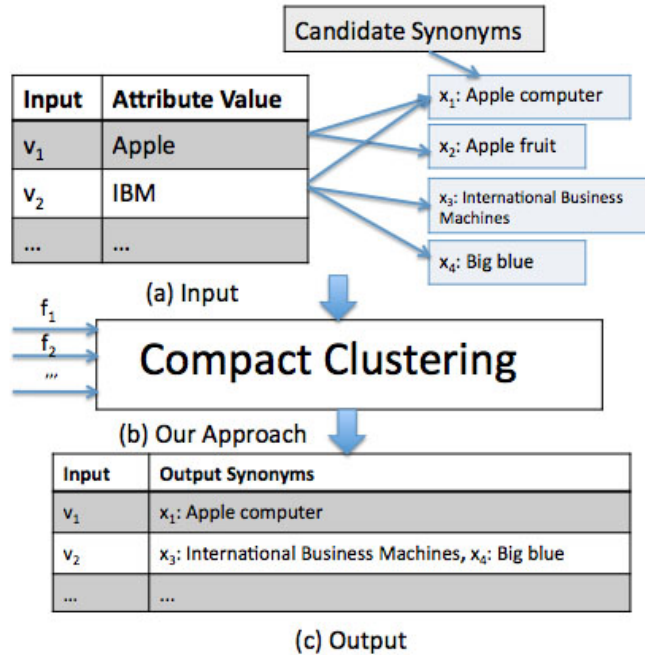 Candidate Synonyms
Input Attribute Value
v1 Apple
v2 IBM
... ...
x1: Apple computer
x2: Apple fruit
x3: International Business
Machines
x4: Big blue
(a) Input
f1
f2
,,,
Compact Clustering
(b) Our Approach
Input Output Synonyms
v1 x1: Apple computer
v2 x3: International Business Machines, x4: Big blue
... ...
(c) Output